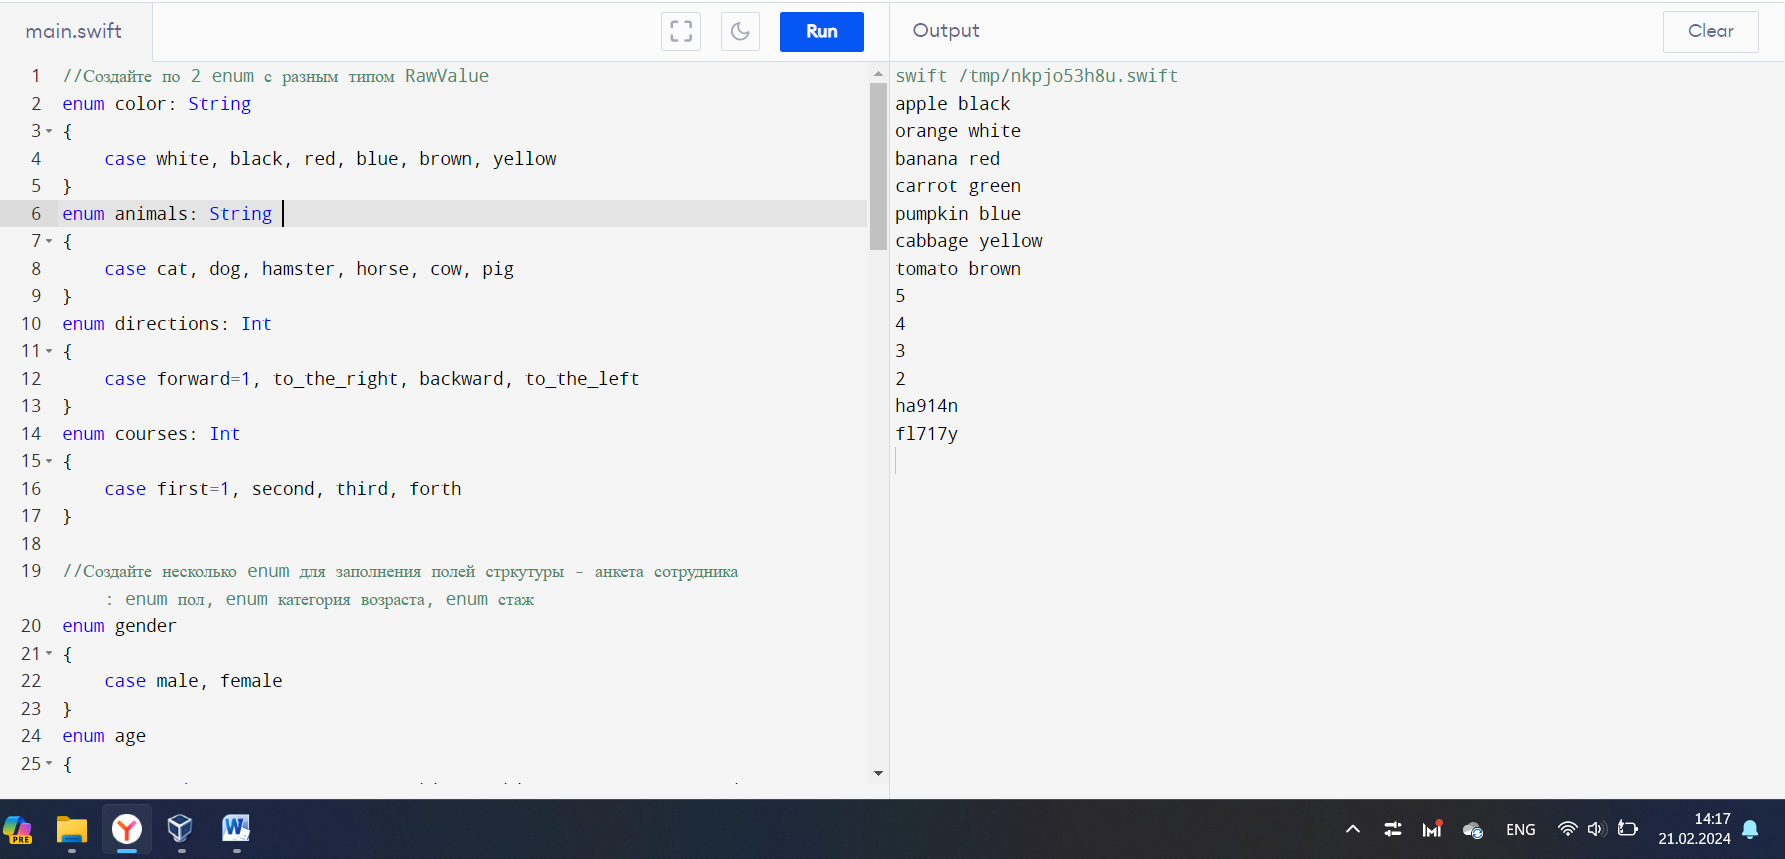 main.swift
Run
Output
Clear
1 //Создайте по 2 enum с разным типом RawValue
2 enum color: String
3 {
4 case white, black, red, blue, brown, yellow
5 }
6 enum animals: String
7 {
8 case cat, dog, hamster, horse, cow, pig
9 }
10 enum directions: Int
11 {
12 case forward=1, to_the_right, backward, to_the_left
13 }
14 enum courses: Int
15 {
16 case first=1, second, third, forth
17 }
18
19 //Создайте несколько enum для заполнения полей стркутуры - анкета сотрудника
: enum пол, enum категория возраста, enum стаж
20 enum gender
21 {
22 case male, female
23 }
24 enum age
25 {
swift /tmp/nkpjo53h8u.swift
apple black
orange white
banana red
carrot green
pumpkin blue
cabbage yellow
tomato brown
5
4
3
2
ha914n
fl717y
PRE
ENG
14:17
21.02.2024